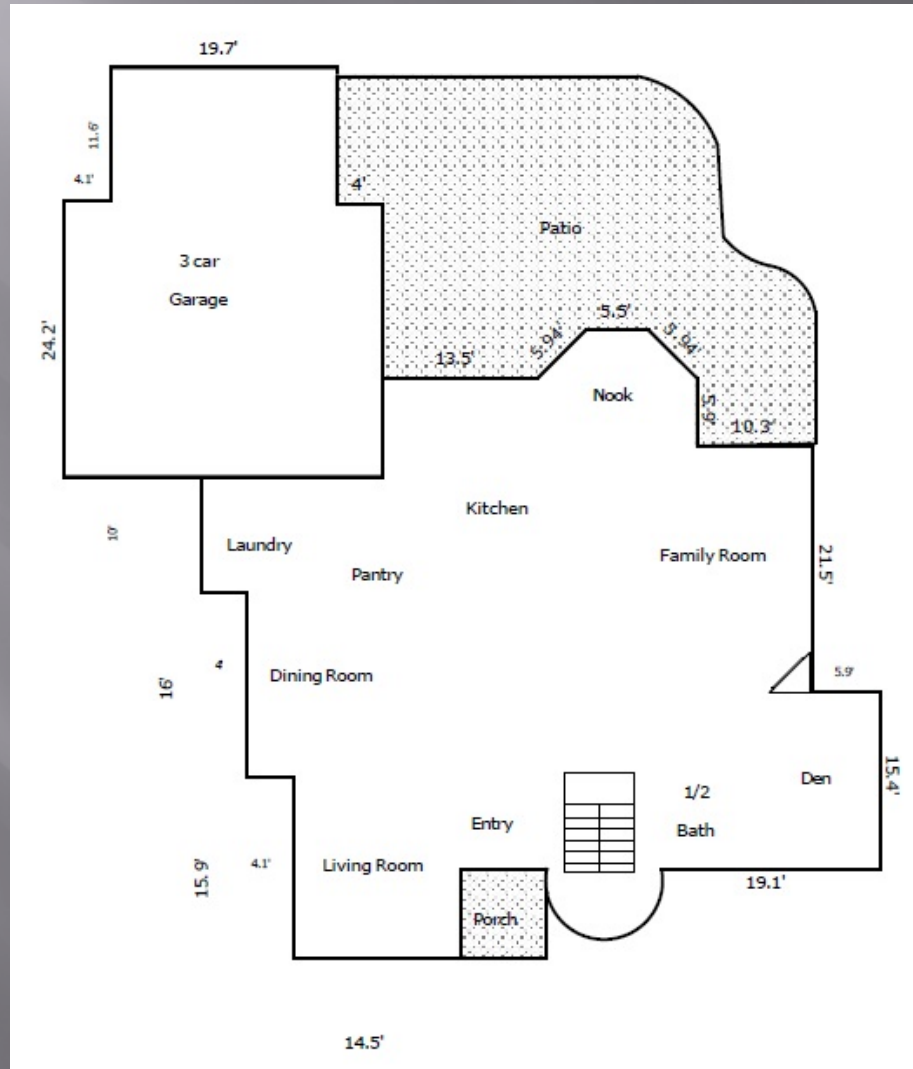 19.7'
11.6'
4.1'
4'
3 car
Garage
Patio
24.2'
5.5'
5.94'
5.94'
13.5'
Nook
5.9'
10.3'
Kitchen
10'
Laundry
Pantry
Family Room
21.5'
4
Dining Room
16'
5.9'
1/2
Bath
Den
15.4'
Entry
15.9'
4.1'
Living Room
19.1'
Porch
14.5'